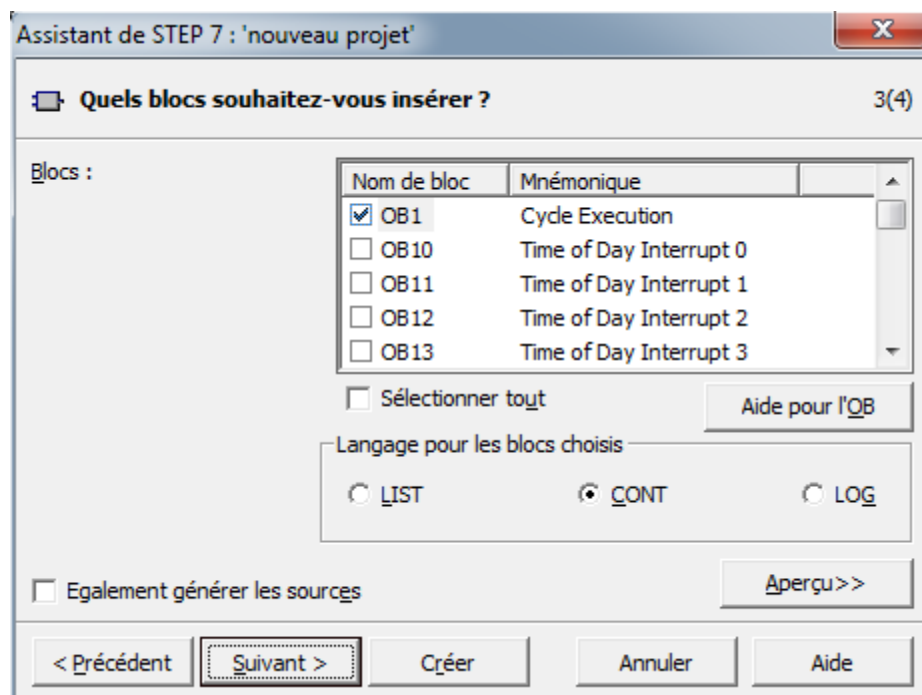 Assistant de STEP 7 : 'nouveau projet'
Quels blocs souhaitez-vous insérer ? 3(4)
Blocs :
Nom de bloc Mnémonique
OB1 Cycle Execution
OB10 Time of Day Interrupt 0
OB11 Time of Day Interrupt 1
OB12 Time of Day Interrupt 2
OB13 Time of Day Interrupt 3
Sélectionner tout Aide pour l'OB
Langage pour les blocs choisis
LIST CONT LOG
Egalement générer les sources Aperçu>>
< Précédent Suivant > Créer Annuler Aide